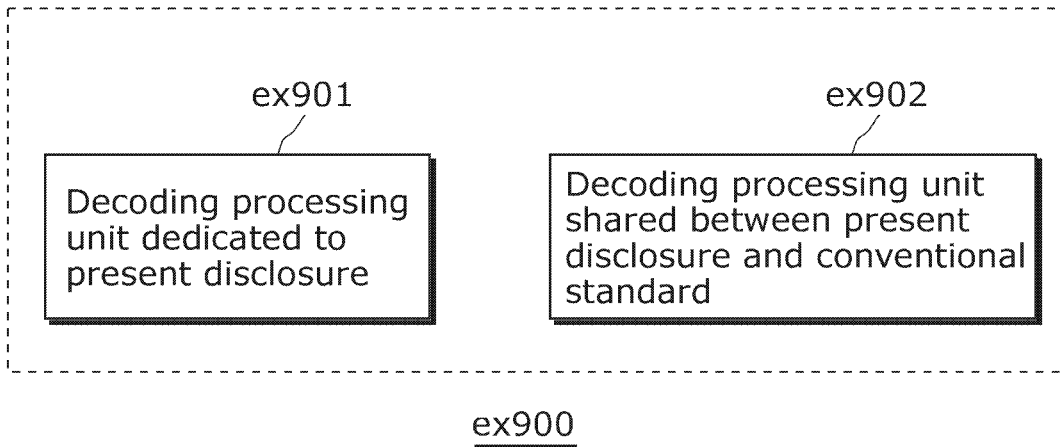 ex901
ex902
Decoding processing
unit dedicated to
present disclosure
Decoding processing unit
shared between present
disclosure and conventional
standard
ex900